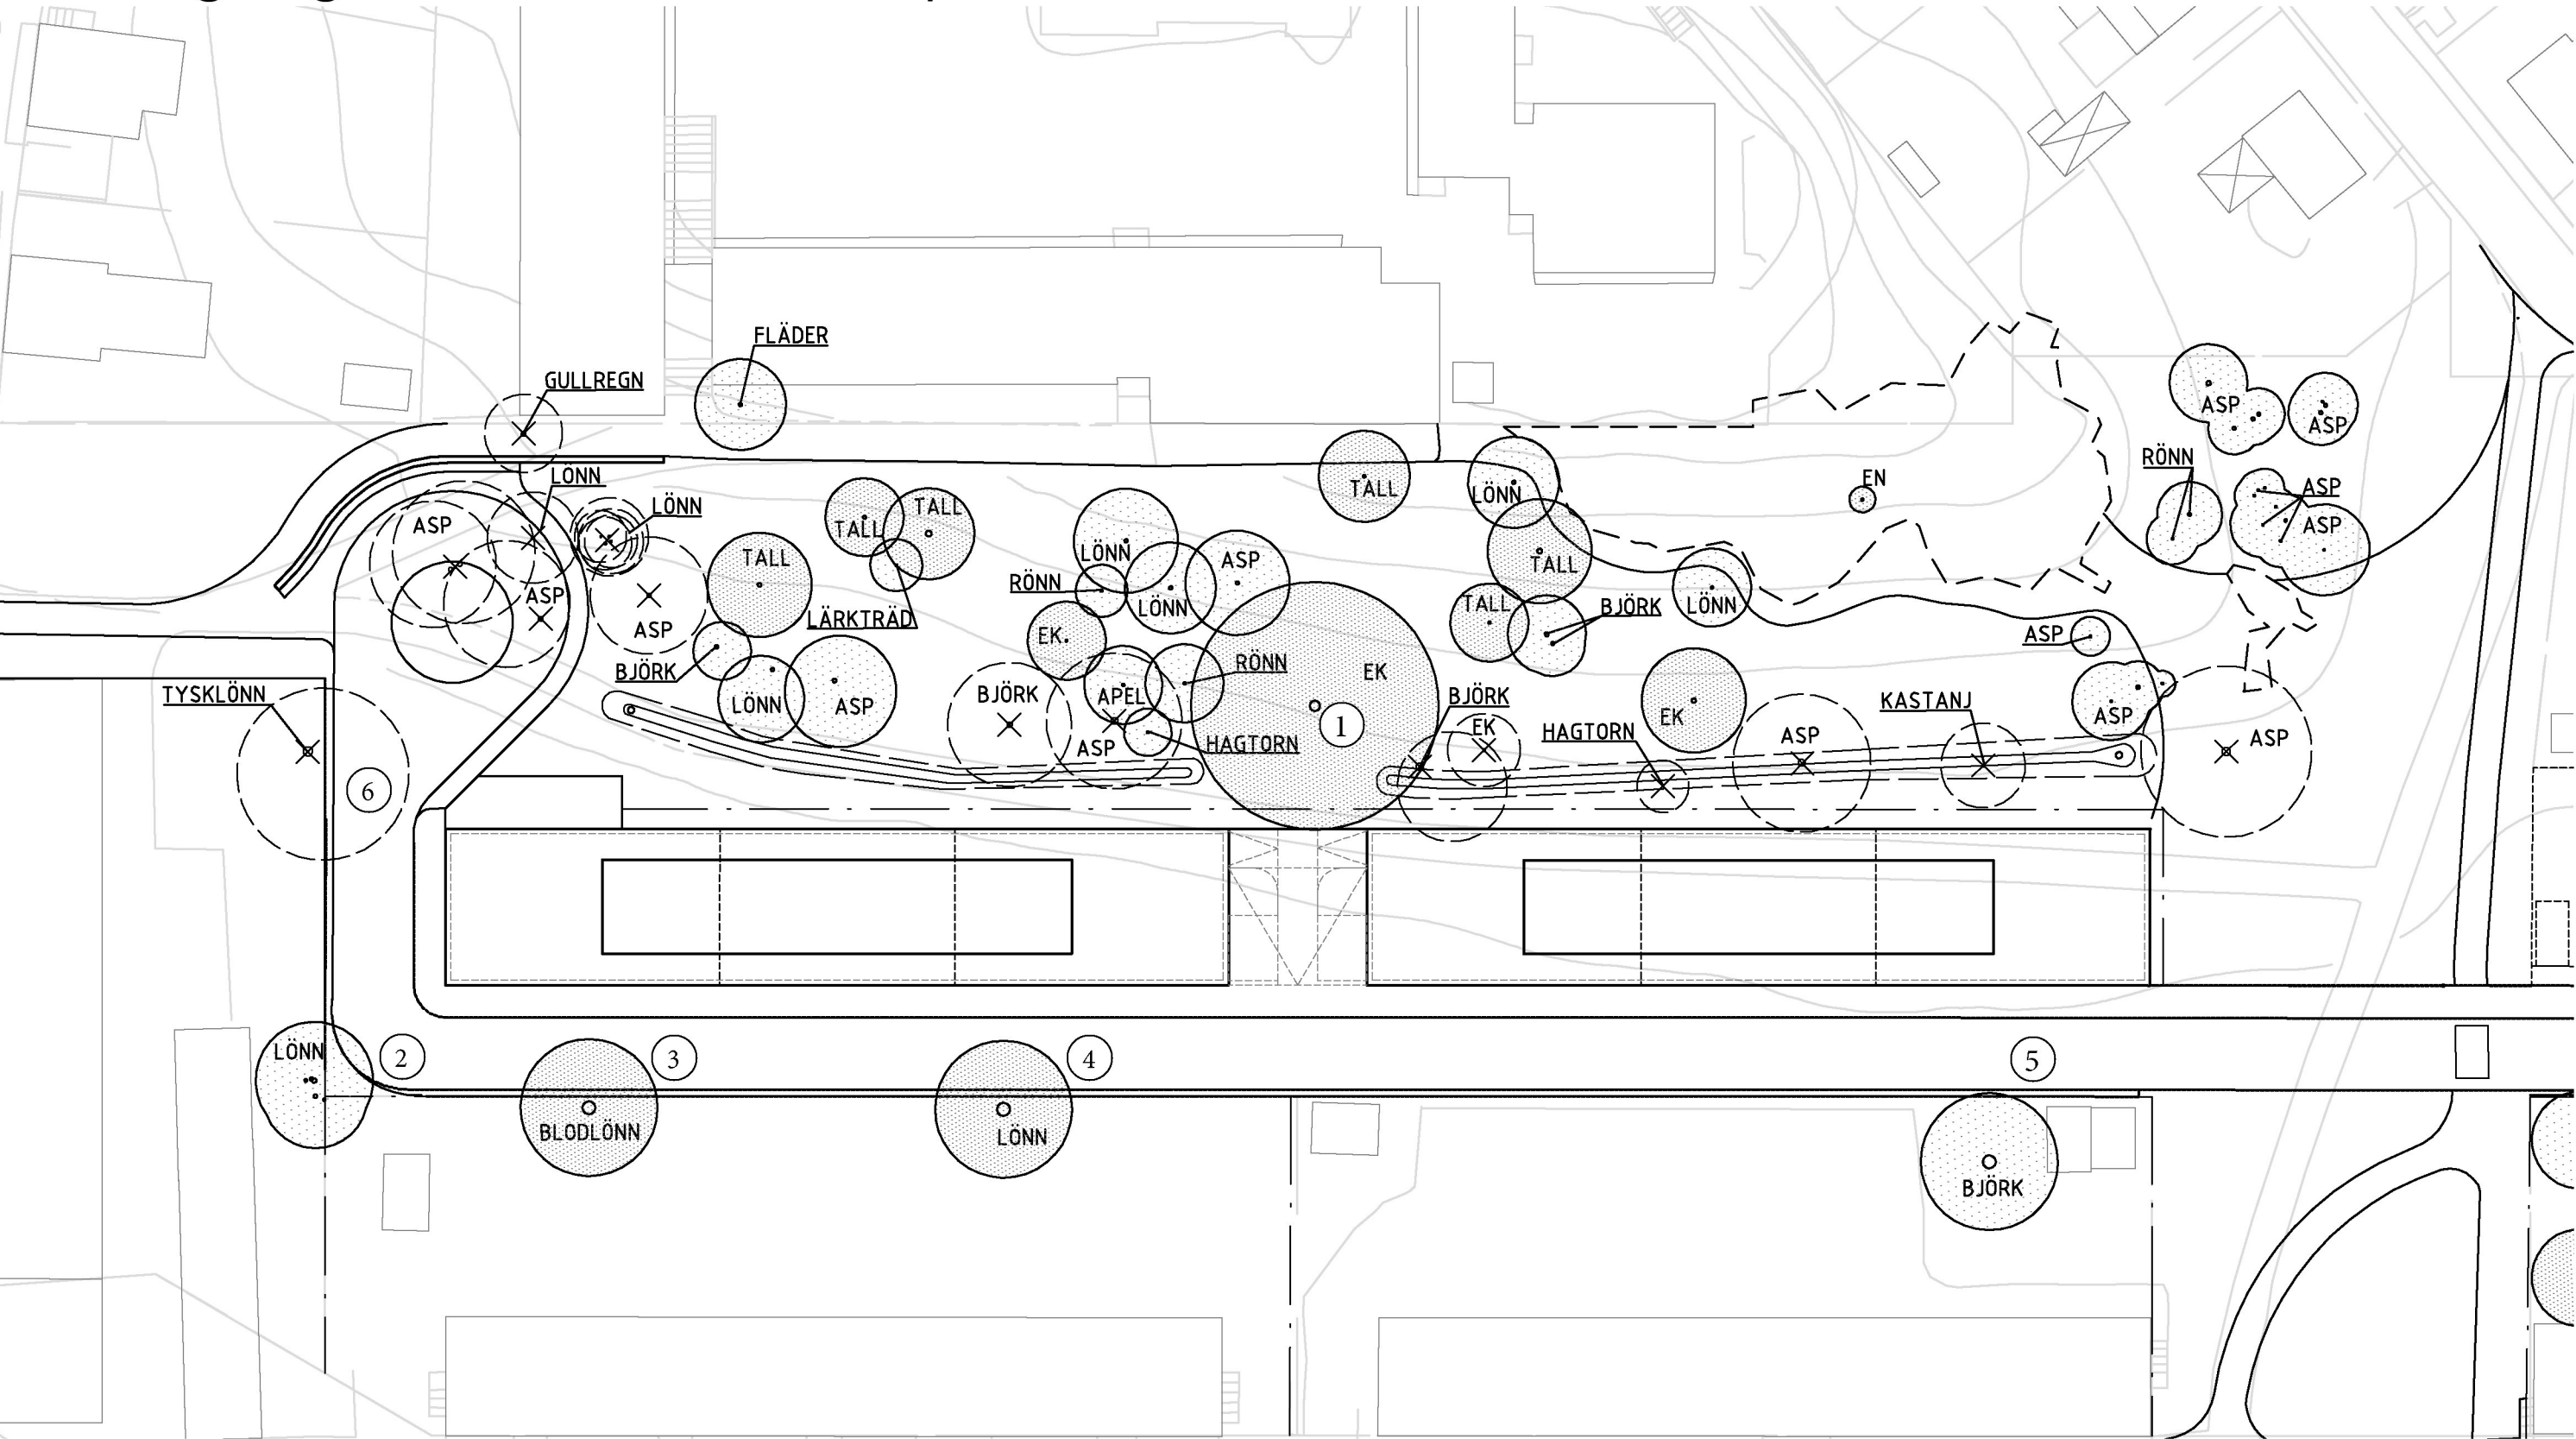 FLÄDER
GULLREGN
ASP
ASP
RÖNN
LÖNN
TALL
LÖNN
EN
ASP
LÖNN
TALL
ASP
TALL
ASP
LÖNN
ASP
TALL
TALL
RÖNN
ASP
LÖNN
TALL
BJÖRK
LÖNN
LÄRKTRÄD
ASP
EK
ASP
BJÖRK
RÖNN
EK
TYSKLÖNN
BJÖRK
APEL
BJÖRK
KASTANJ
LÖNN
ASP
EK
ASP
1
EK
HAGTORN
ASP
ASP
ASP
HAGTORN
6
LÖNN
2
3
4
5
BLODLÖNN
LÖNN
BJÖRK